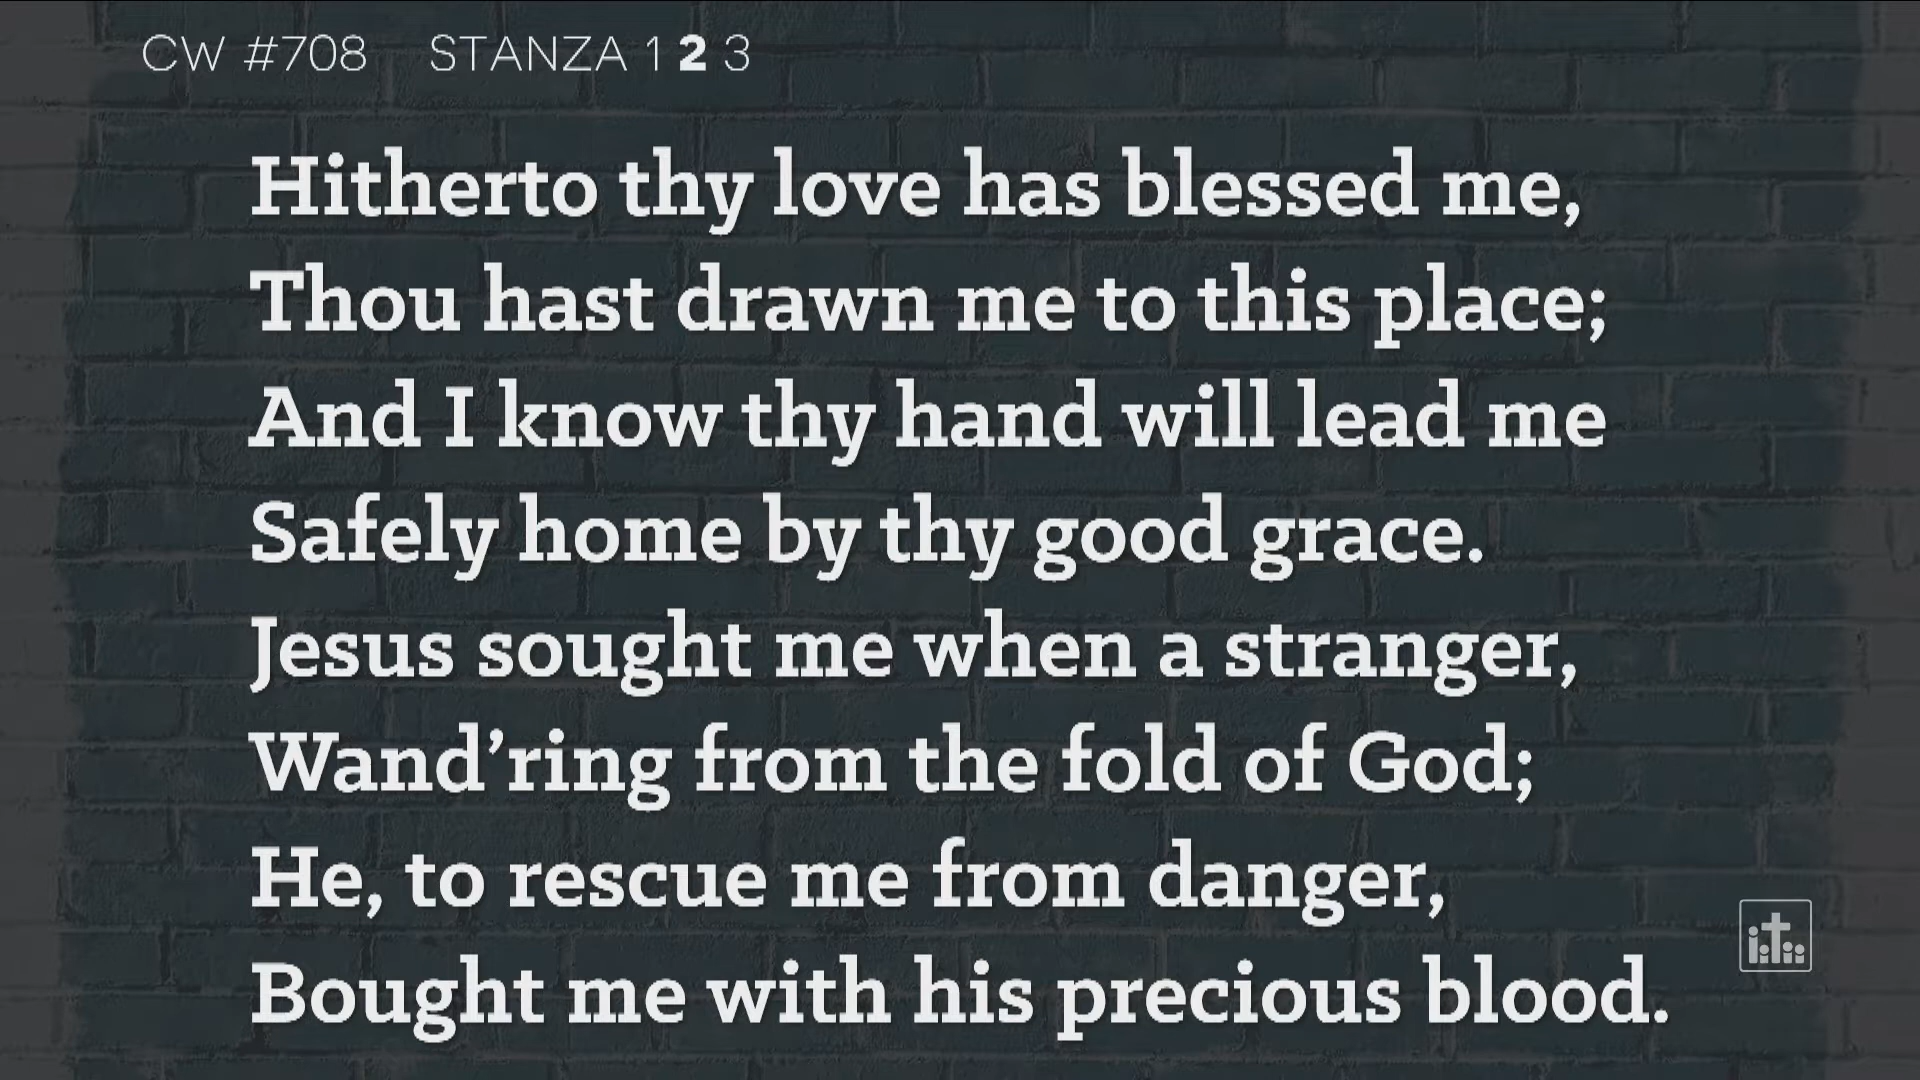 CW #708 STANZA 1 2 3
Hitherto thy love has blessed me,
Thou hast drawn me to this place;
And I know thy hand will lead me
Safely home by thy good grace.
Jesus sought me when a stranger,
Wand’ring from the fold of God;
He, to rescue me from danger,
Bought me with his precious blood.